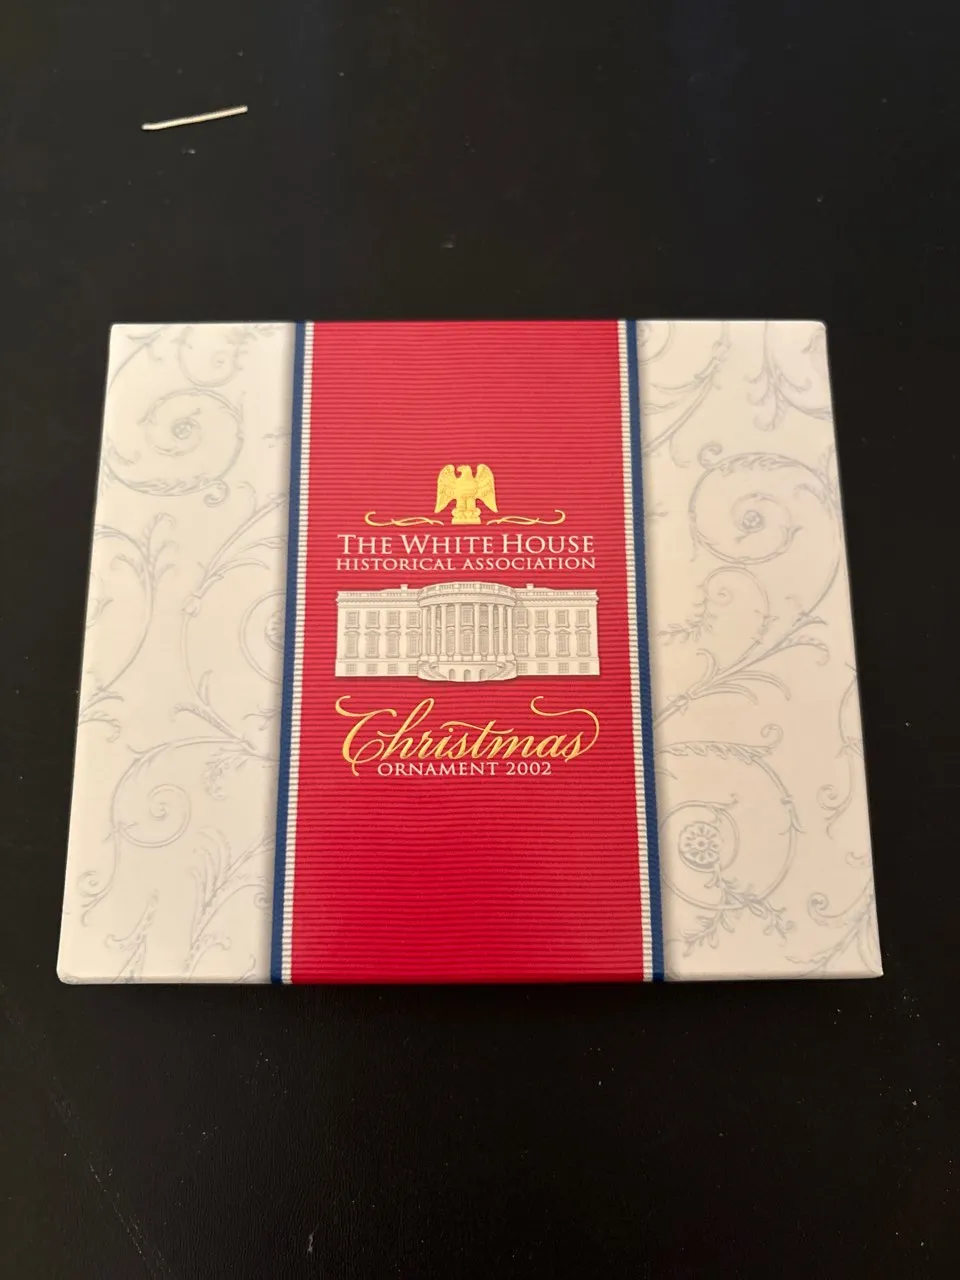 THE WHITE HOUSE
HISTORICAL ASSOCIATION
Christmas
ORNAMENT 2002